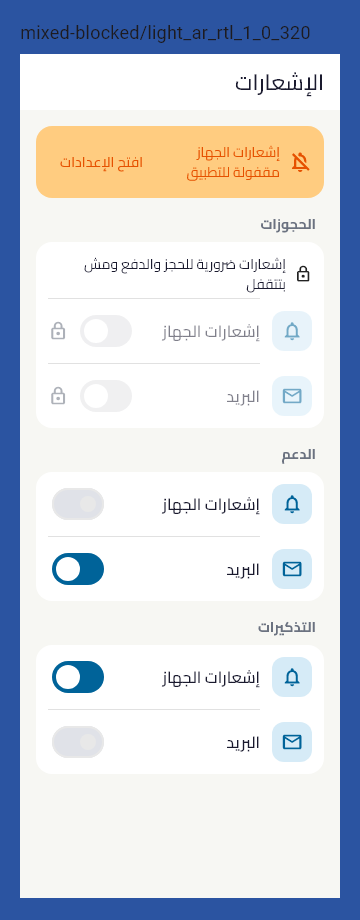 mixed-blocked/light_ar_rtl_1_0_320
الإشعارات
إشعارات الجهاز
مقفولة للتطبيق
افتح الإعدادات
الحجوزات
إشعارات ضرورية للحجز والدفع ومش
بتتقفل
إشعارات الجهاز
البريد
الدعم
إشعارات الجهاز
البريد
التذكيرات
إشعارات الجهاز
البريد